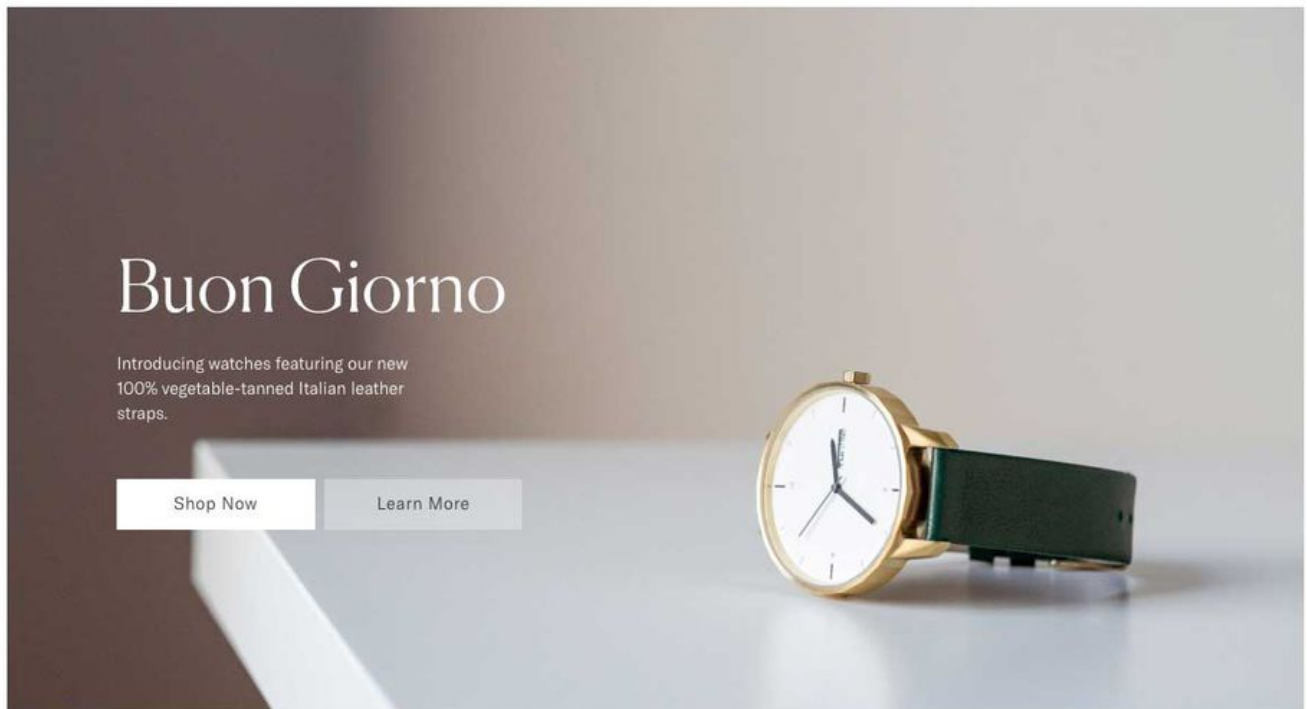 Buon Giorno
Introducing watches featuring our new
100% vegetable-tanned Italian leather
straps.
Shop Now
Learn More